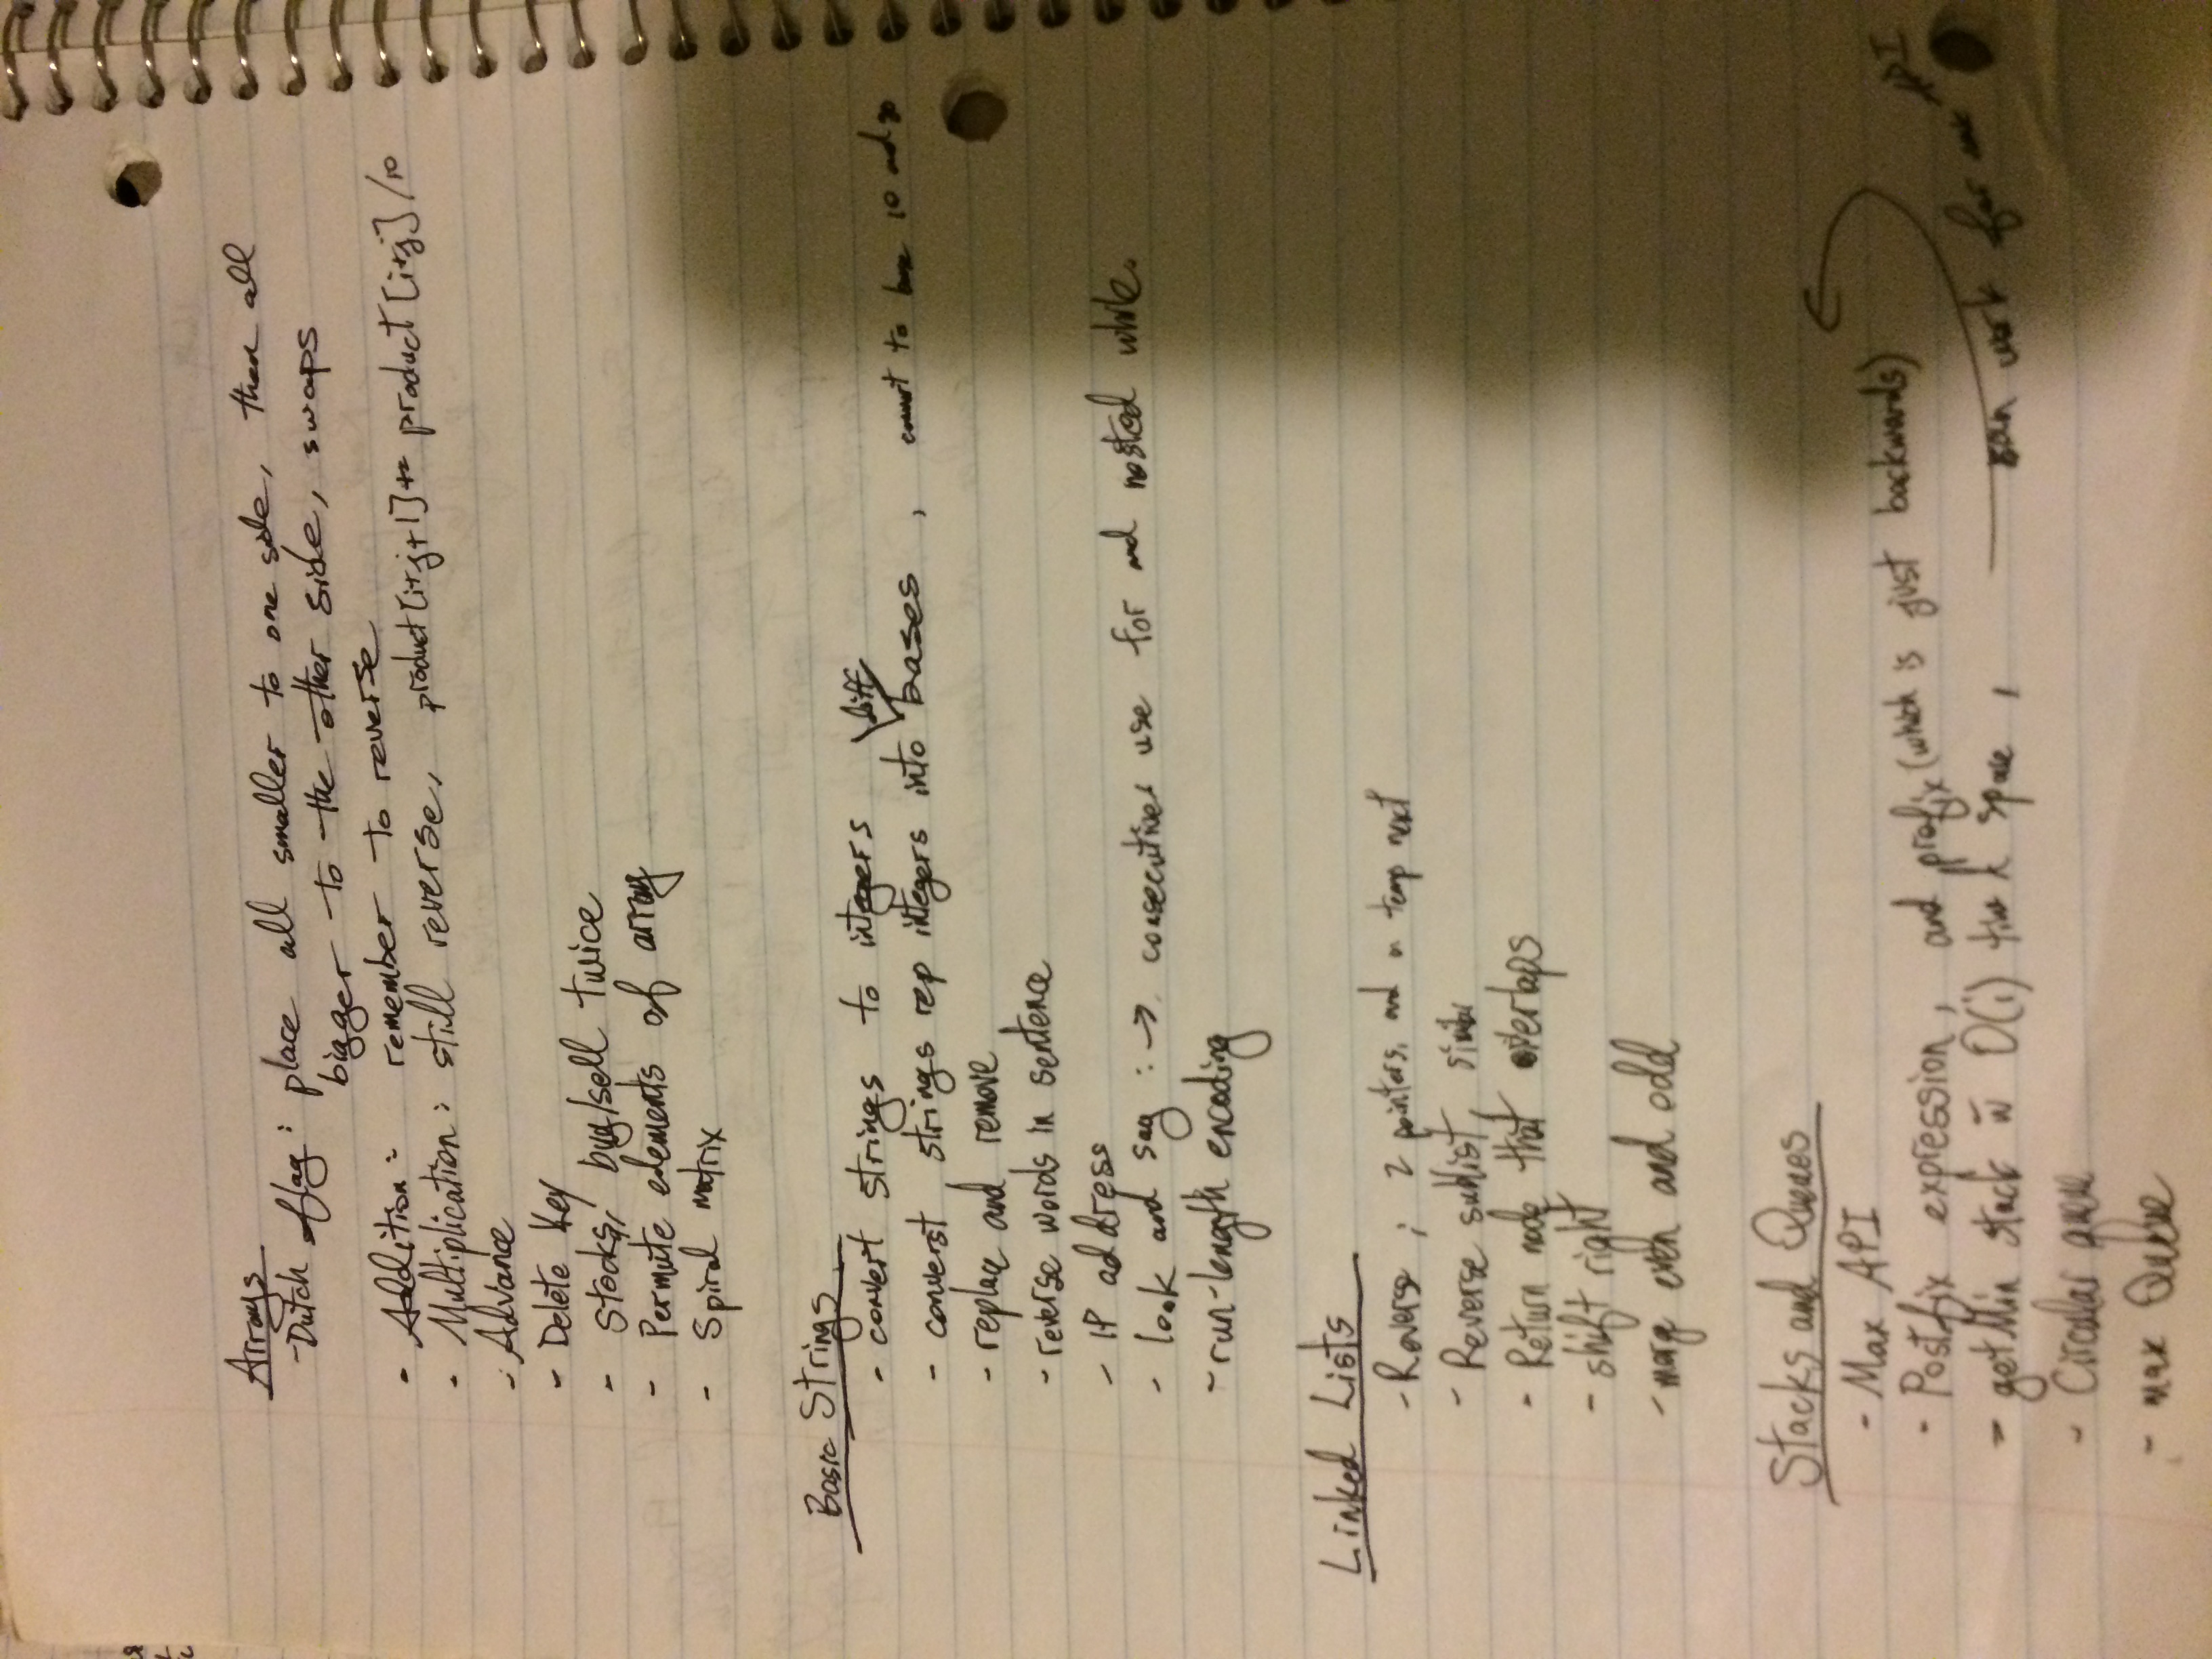 Arrays
-Dutch flag: place all smaller to one side, then all
bigger to the other side, swaps
- Addition: remember to reverse
- Multiplication: still reverse, product[i+j+1]+= product[i+j]/10
- Advance
- Delete Key
- Stocks, buy/sell twice
- Permute elements of array
- Spiral matrix
Basic Strings
- convert strings to integers
diff
- converst strings rep integers into bases, convert to base 10 and go
- replace and remove
- reverse words in sentence
- IP address
- look and say : → consecutives use for and nested while.
- run-length encoding
Linked Lists
- Reverse ; 2 pointers, and a temp next
- Reverse sublist, similar
- Return node that overlaps
- shift right
- merge even and odd
Stacks and Queues
- Max API
- Postfix expression, and prefix (which is just backwards)
- getMin stack in O(1) time & space, can work for max API
- Circular queue
- max Queue